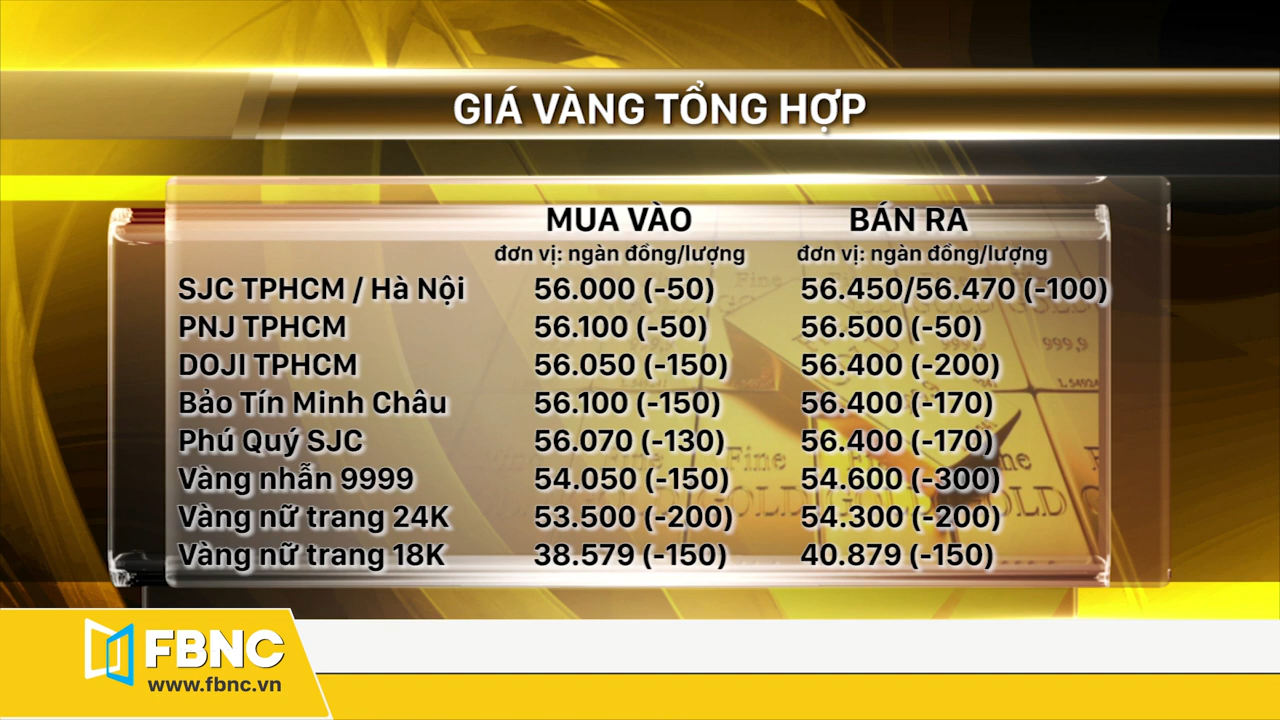 GIÁ VÀNG TỔNG HỢP
MUA VÀO BÁN RA
đơn vị: ngàn đồng/lượng đơn vị: ngàn đồng/lượng
SJC TPHCM / Hà Nội 56.000 (-50) 56.450/56.470 (-100)
PNJ TPHCM 56.100 (-50) 56.500 (-50)
DOJI TPHCM 56.050 (-150) 56.400 (-200)
Bảo Tín Minh Châu 56.100 (-150) 56.400 (-170)
Phú Quý SJC 56.070 (-130) 56.400 (-170)
Vàng nhẫn 9999 54.050 (-150) 54.600 (-300)
Vàng nữ trang 24K 53.500 (-200) 54.300 (-200)
Vàng nữ trang 18K 38.579 (-150) 40.879 (-150)
FBNC
www.fbnc.vn